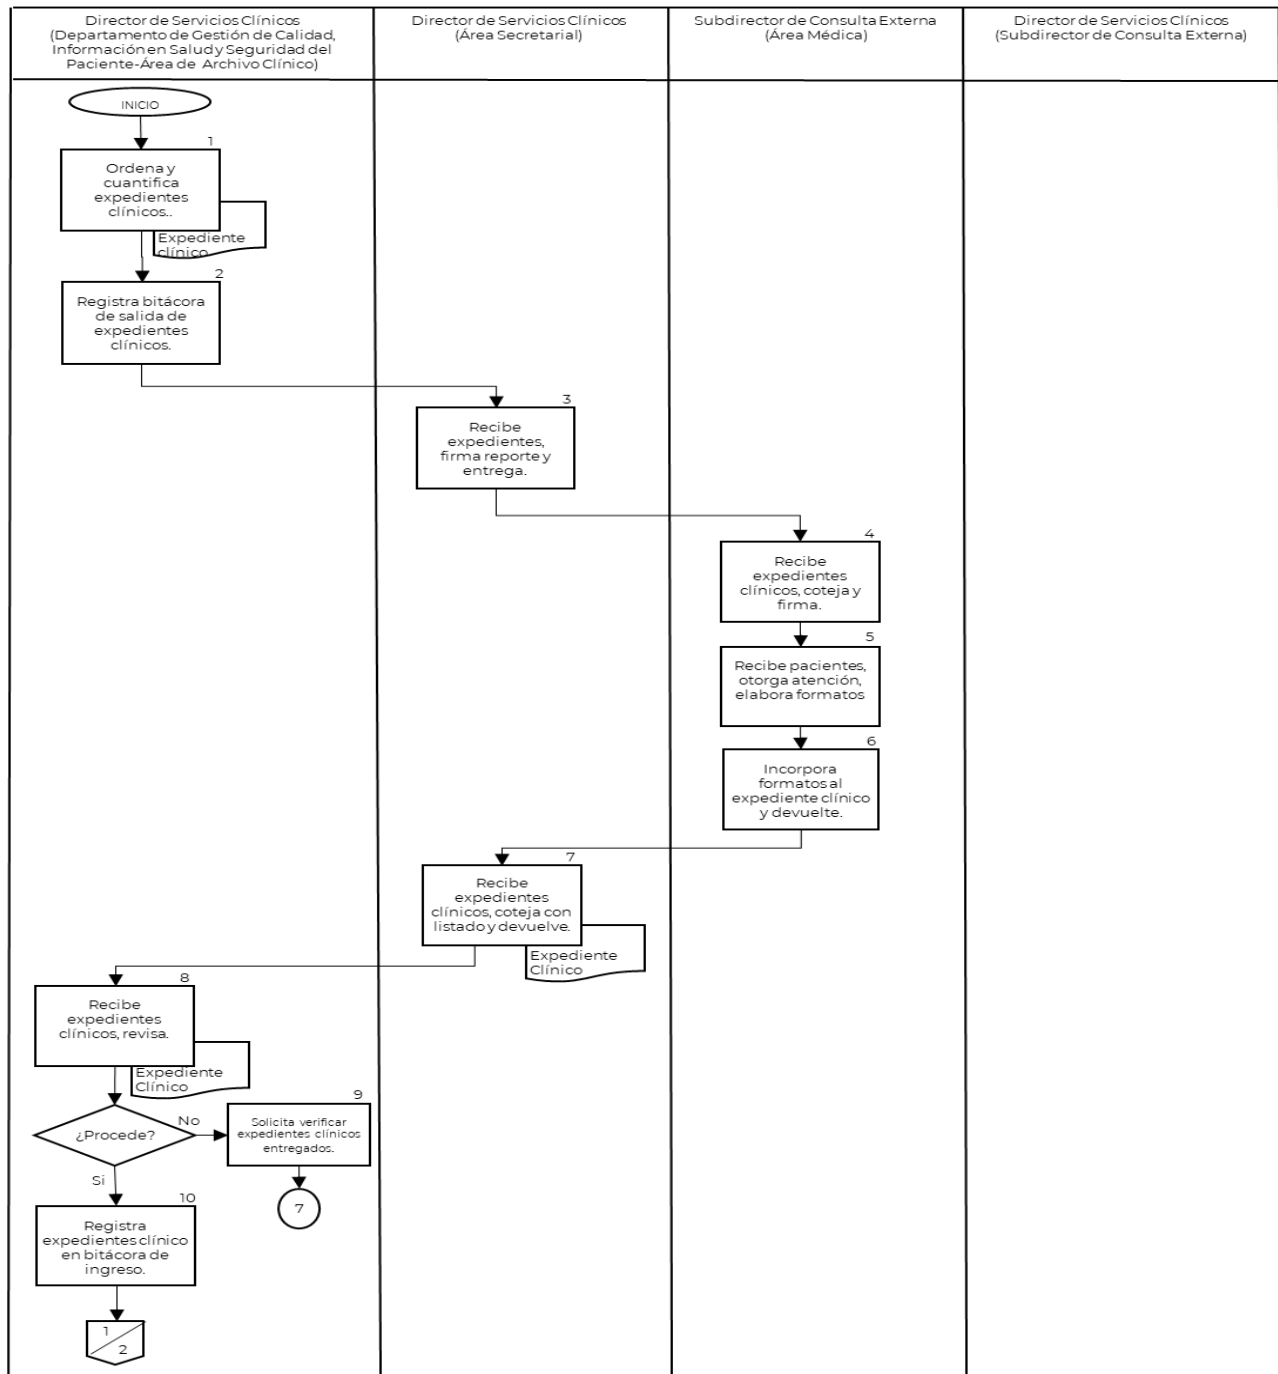 Director de Servicios Clínicos
(Departamento de Gestión de Calidad,
Información en Salud y Seguridad del
Paciente-Área de Archivo Clínico)
Director de Servicios Clínicos
(Área Secretarial)
Subdirector de Consulta Externa
(Área Médica)
Director de Servicios Clínicos
(Subdirector de Consulta Externa)
INICIO
1
Ordena y
cuantifica
expedientes
clínicos..
Expediente
clínico
2
Registra bitácora
de salida de
expedientes
clínicos.
3
Recibe
expedientes,
firma reporte y
entrega.
4
Recibe
expedientes
clínicos, coteja y
firma.
5
Recibe pacientes,
otorga atención,
elabora formatos
6
Incorpora
formatos al
expediente clínico
y devuelte.
7
Recibe
expedientes
clínicos, coteja con
listado y devuelve.
Expediente
Clínico
8
Recibe
expedientes
clínicos, revisa.
Expediente
Clínico
¿Procede?
No
9
Solicita verificar
expedientes clínicos
entregados.
7
Si
10
Registra
expedientes clínico
en bitácora de
ingreso.
1
2